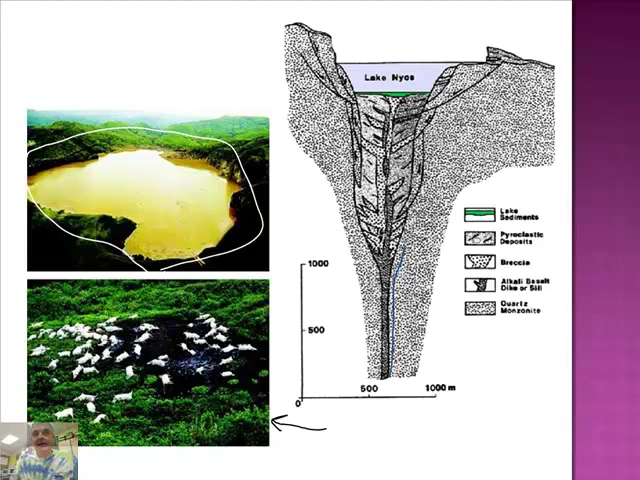 Lake Nyos
Lake
Sediments
Pyroclastic
Deposits
Breccia
Alkali Basalt
Dike or Sill
Quartz
Monzonite
1000
500
0
500
1000 m